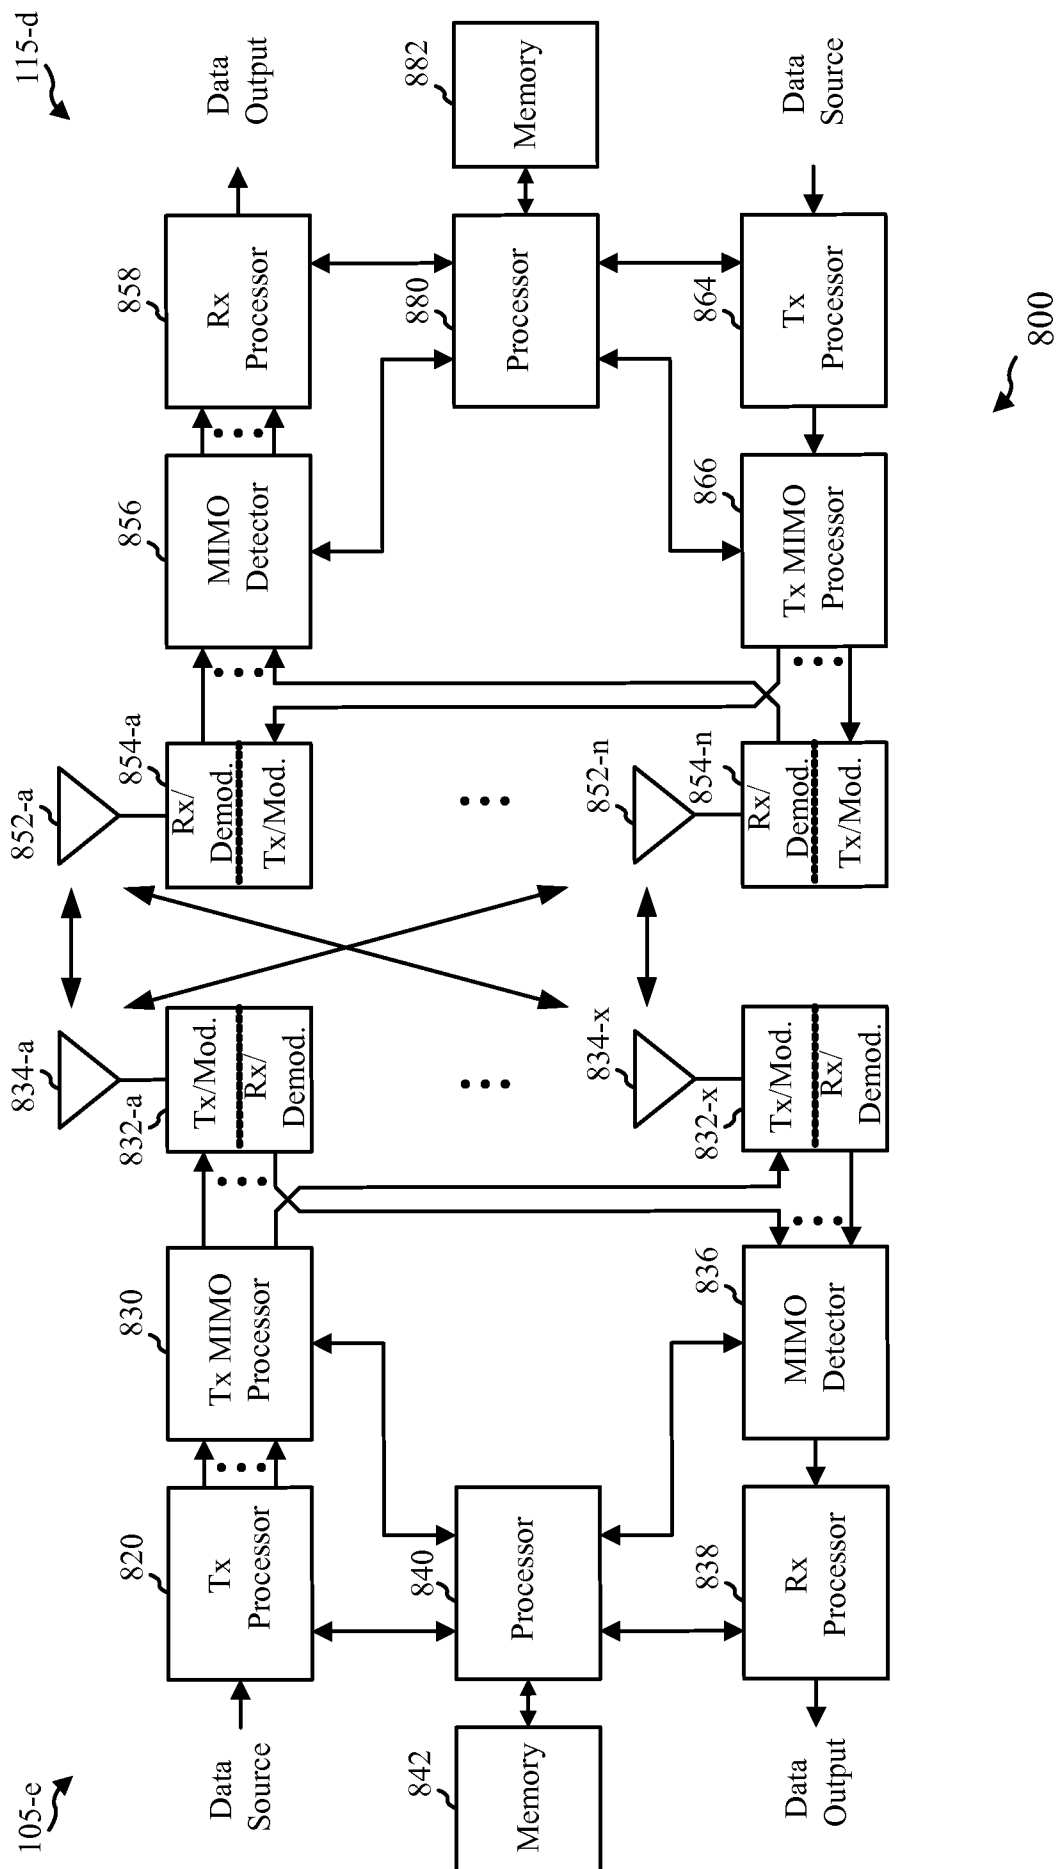 105-e
115-d
834-a
852-a
820
830
832-a
854-a
856
858
Data
Source
Tx
Processor
Tx MIMO
Processor
Tx/Mod.
Rx/
Demod.
Rx/
Demod.
Tx/Mod.
MIMO
Detector
Rx
Processor
Data
Output
842
840
880
882
Memory
Processor
Processor
Memory
834-x
852-n
838
836
832-x
854-n
866
864
Data
Output
Rx
Processor
MIMO
Detector
Tx/Mod.
Rx/
Demod.
Rx/
Demod.
Tx/Mod.
Tx MIMO
Processor
Tx
Processor
Data
Source
800